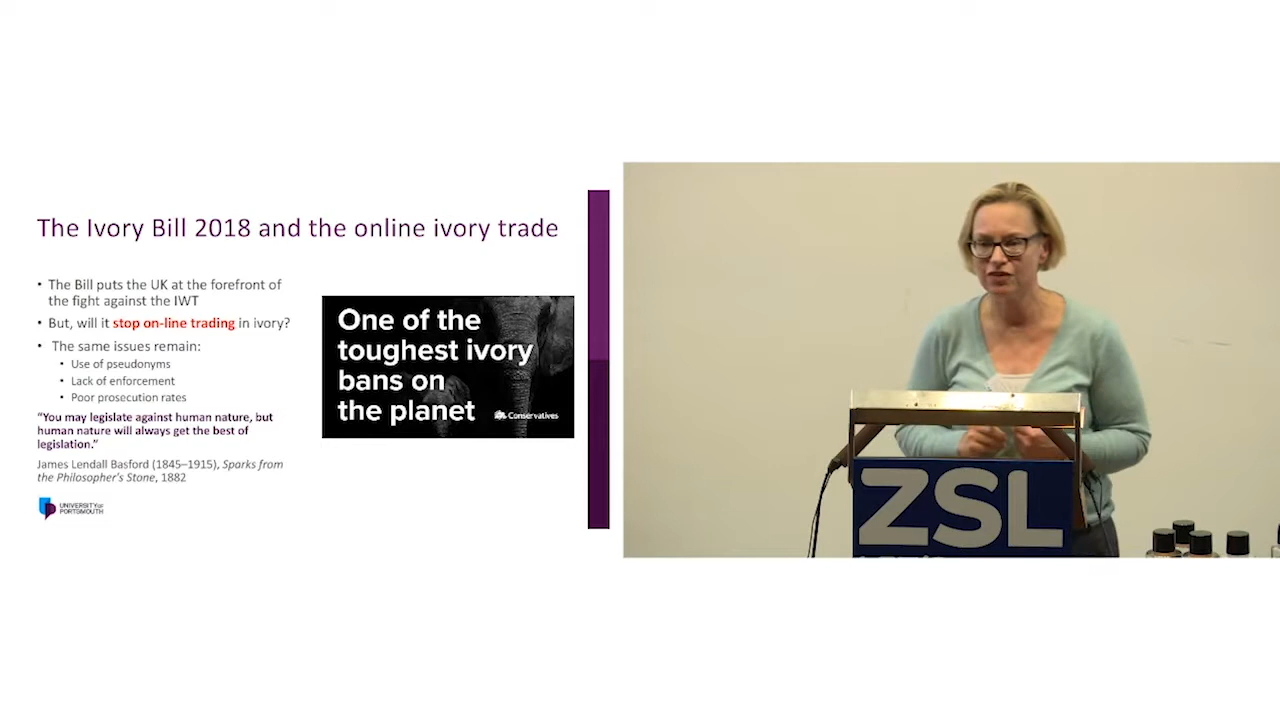 The Ivory Bill 2018 and the online ivory trade
• The Bill puts the UK at the forefront of
the fight against the IWT
• But, will it stop on-line trading in ivory?
• The same issues remain:
• Use of pseudonyms
• Lack of enforcement
• Poor prosecution rates
“You may legislate against human nature, but
human nature will always get the best of
legislation.”
James Lendall Basford (1845–1915), Sparks from
the Philosopher's Stone, 1882
UNIVERSITY OF
PORTSMOUTH
One of the
toughest ivory
bans on
the planet
Conservatives
ZSL